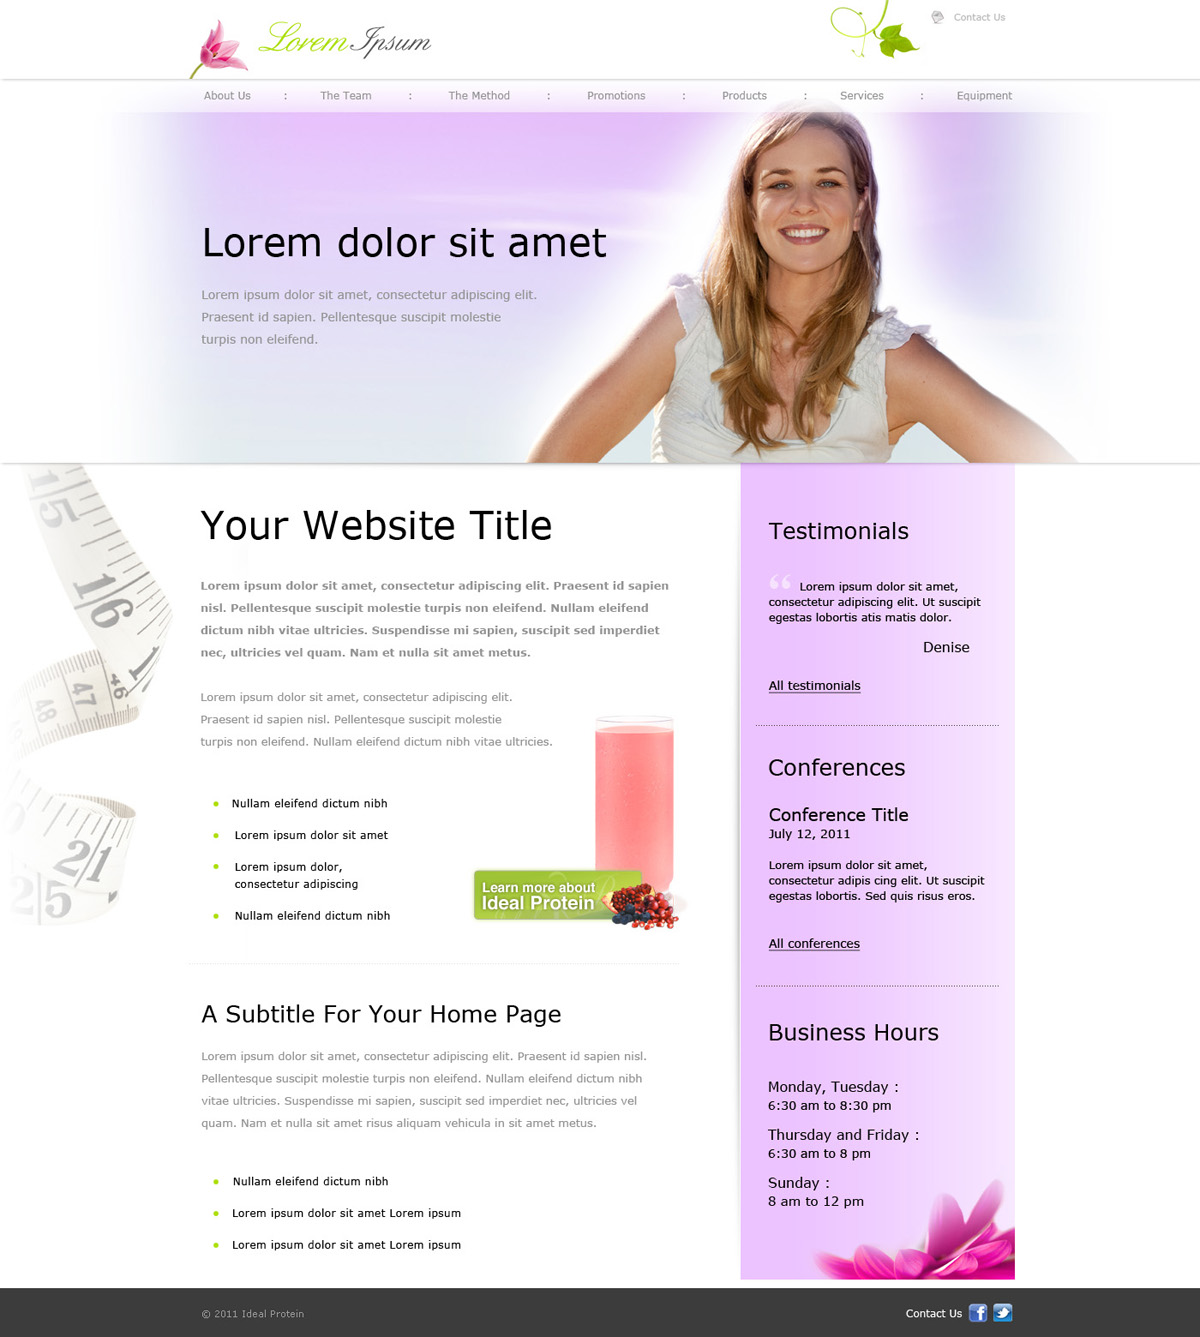 Lorem Ipsum
Contact Us
About Us : The Team : The Method : Promotions : Products : Services : Equipment
Lorem dolor sit amet
Lorem ipsum dolor sit amet, consectetur adipiscing elit.
Praesent id sapien. Pellentesque suscipit molestie
turpis non eleifend.
15
16
+6
47
48
21
25
Your Website Title
Lorem ipsum dolor sit amet, consectetur adipiscing elit. Praesent id sapien
nisl. Pellentesque suscipit molestie turpis non eleifend. Nullam eleifend
dictum nibh vitae ultricies. Suspendisse mi sapien, suscipit sed imperdiet
nec, ultricies vel quam. Nam et nulla sit amet metus.
Lorem ipsum dolor sit amet, consectetur adipiscing elit.
Praesent id sapien nisl. Pellentesque suscipit molestie
turpis non eleifend. Nullam eleifend dictum nibh vitae ultricies.
Nullam eleifend dictum nibh
Lorem ipsum dolor sit amet
Lorem ipsum dolor,
consectetur adipiscing
Nullam eleifend dictum nibh
Learn more about
Ideal Protein
A Subtitle For Your Home Page
Lorem ipsum dolor sit amet, consectetur adipiscing elit. Praesent id sapien nisl.
Pellentesque suscipit molestie turpis non eleifend. Nullam eleifend dictum nibh
vitae ultricies. Suspendisse mi sapien, suscipit sed imperdiet nec, ultricies vel
quam. Nam et nulla sit amet risus aliquam vehicula in sit amet metus.
Nullam eleifend dictum nibh
Lorem ipsum dolor sit amet Lorem ipsum
Lorem ipsum dolor sit amet Lorem ipsum
Testimonials
“ Lorem ipsum dolor sit amet,
consectetur adipiscing elit. Ut suscipit
egestas lobortis atis matis dolor.
Denise
All testimonials
Conferences
Conference Title
July 12, 2011
Lorem ipsum dolor sit amet,
consectetur adipis cing elit. Ut suscipit
egestas lobortis. Sed quis risus eros.
All conferences
Business Hours
Monday, Tuesday :
6:30 am to 8:30 pm
Thursday and Friday :
6:30 am to 8 pm
Sunday :
8 am to 12 pm
© 2011 Ideal Protein
Contact Us